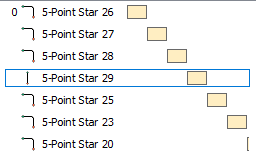 0 5-Point Star 26
5-Point Star 27
5-Point Star 28
5-Point Star 29
5-Point Star 25
5-Point Star 23
5-Point Star 20